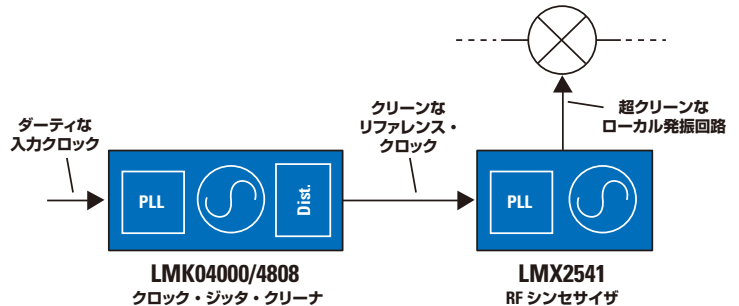 ダーティな
入力クロック
PLL
Dist.
LMK04000/4808
クロック・ジッタ・クリーナ
クリーンな
リファレンス・
クロック
超クリーンな
ローカル発振回路
PLL
LMX2541
RF シンセサイザ